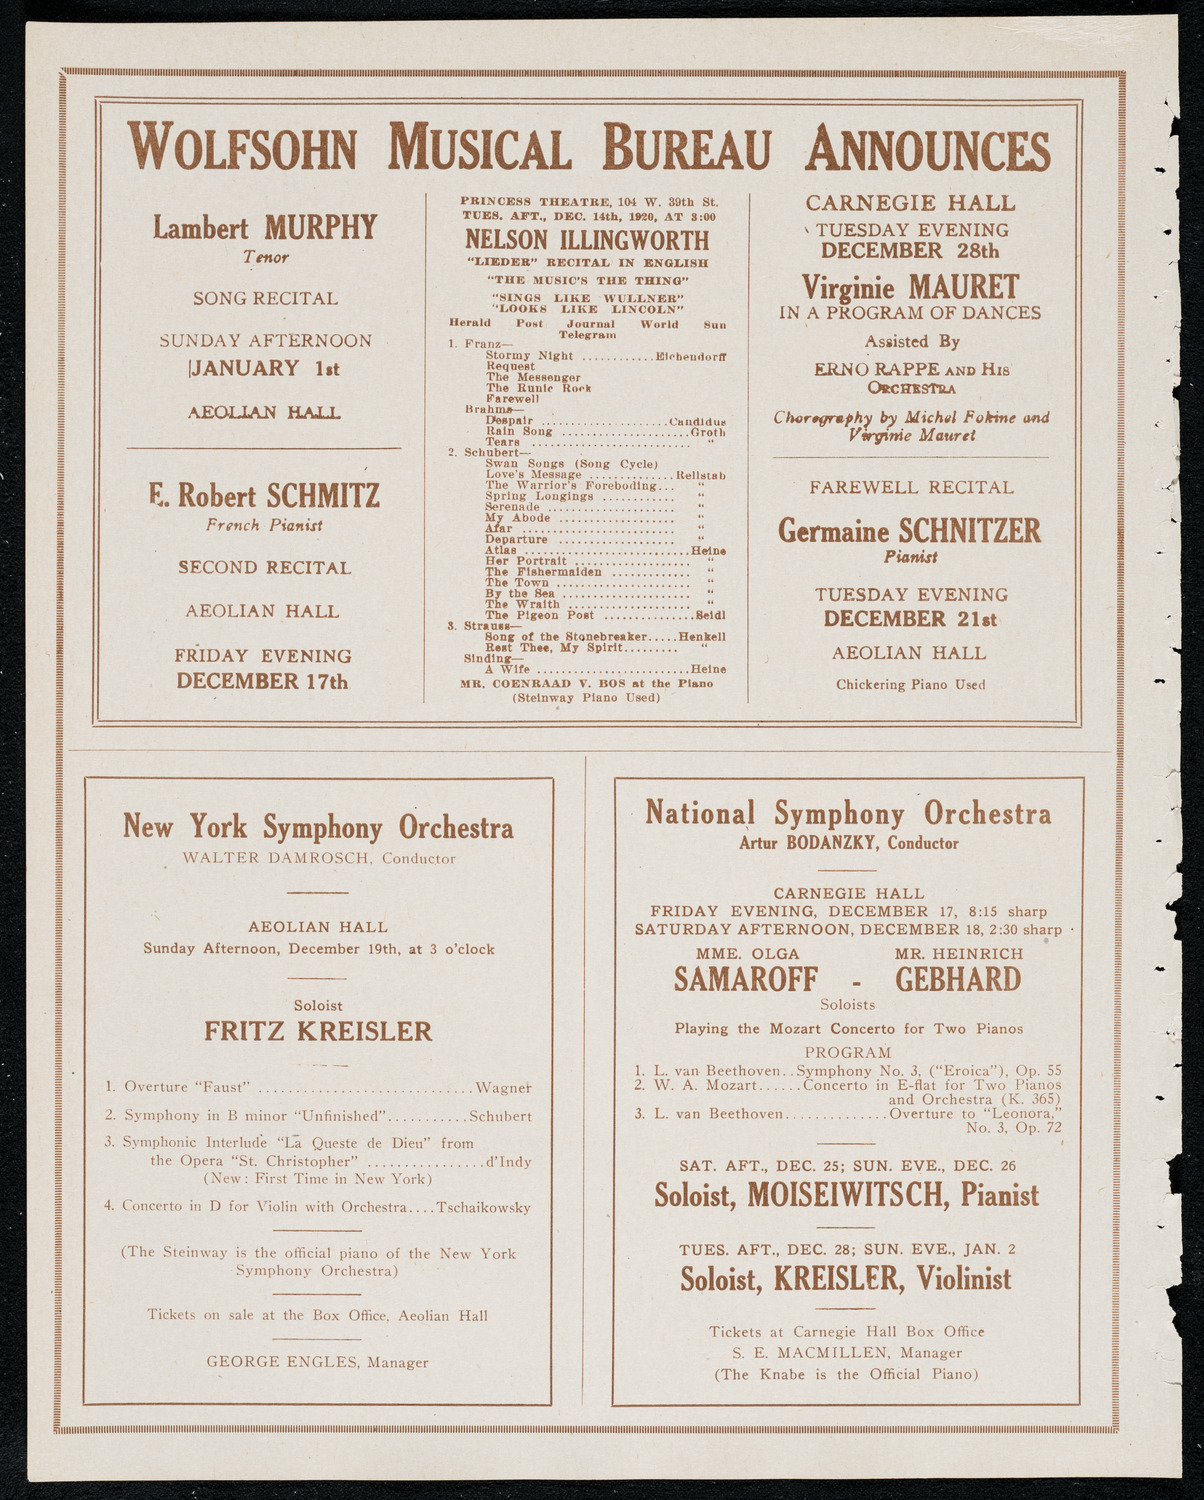 WOLFSOHN MUSICAL BUREAU ANNOUNCES
Lambert MURPHY
Tenor
SONG RECITAL
SUNDAY AFTERNOON
JANUARY 1st
AEOLIAN HALL
E. Robert SCHMITZ
French Pianist
SECOND RECITAL
AEOLIAN HALL
FRIDAY EVENING
DECEMBER 17th
PRINCESS THEATRE, 104 W. 39th St.
TUES. AFT., DEC. 14th, 1920, AT 3:00
NELSON ILLINGWORTH
"LIEDER" RECITAL IN ENGLISH
"THE MUSIC'S THE THING"
"SINGS LIKE WULLNER"
"LOOKS LIKE LINCOLN"
Herald Post Journal World Sun
Telegram
1. Franz—
Stormy Night ...........Eichendorff
Request
The Messenger
The Runic Rock
Farewell
Brahms—
Despair ....................Candidus
Rain Song ....................Groth
Tears ......................... "
2. Schubert—
Swan Songs (Song Cycle)
Love's Message .............Rellstab
The Warrior's Foreboding... "
Spring Longings ............ "
Serenade .................... "
My Abode .................. "
Afar ........................ "
Departure .................. "
Atlas ..........................Heine
Her Portrait .................. "
The Fishermaiden ............ "
The Town ..................... "
By the Sea .................... "
The Wraith ................... "
The Pigeon Post ..............Seidl
3. Strauss—
Song of the Stonebreaker.....Henkell
Rest Thee, My Spirit......... "
Sinding—
A Wife ........................Heine
MR. COENRAAD V. BOS at the Piano
(Steinway Piano Used)
CARNEGIE HALL
TUESDAY EVENING
DECEMBER 28th
Virginie MAURET
IN A PROGRAM OF DANCES
Assisted By
ERNO RAPPE AND HIS
ORCHESTRA
Choregraphy by Michel Fokine and
Virginie Mauret
FAREWELL RECITAL
Germaine SCHNITZER
Pianist
TUESDAY EVENING
DECEMBER 21st
AEOLIAN HALL
Chickering Piano Used
New York Symphony Orchestra
WALTER DAMROSCH, Conductor
AEOLIAN HALL
Sunday Afternoon, December 19th, at 3 o'clock
Soloist
FRITZ KREISLER
1. Overture "Faust" ............................Wagner
2. Symphony in B minor "Unfinished"...........Schubert
3. Symphonic Interlude "La Queste de Dieu" from
the Opera "St. Christopher" ................d'Indy
(New: First Time in New York)
4. Concerto in D for Violin with Orchestra....Tschaikowsky
(The Steinway is the official piano of the New York
Symphony Orchestra)
Tickets on sale at the Box Office, Aeolian Hall
GEORGE ENGLES, Manager
National Symphony Orchestra
Artur BODANZKY, Conductor
CARNEGIE HALL
FRIDAY EVENING, DECEMBER 17, 8:15 sharp
SATURDAY AFTERNOON, DECEMBER 18, 2:30 sharp
MME. OLGA MR. HEINRICH
SAMAROFF - GEBHARD
Soloists
Playing the Mozart Concerto for Two Pianos
PROGRAM
1. L. van Beethoven..Symphony No. 3, ("Eroica"), Op. 55
2. W. A. Mozart......Concerto in E-flat for Two Pianos
and Orchestra (K. 365)
3. L. van Beethoven..............Overture to "Leonora,"
No. 3, Op. 72
SAT. AFT., DEC. 25; SUN. EVE., DEC. 26
Soloist, MOISEIWITSCH, Pianist
TUES. AFT., DEC. 28; SUN. EVE., JAN. 2
Soloist, KREISLER, Violinist
Tickets at Carnegie Hall Box Office
S. E. MACMILLEN, Manager
(The Knabe is the Official Piano)